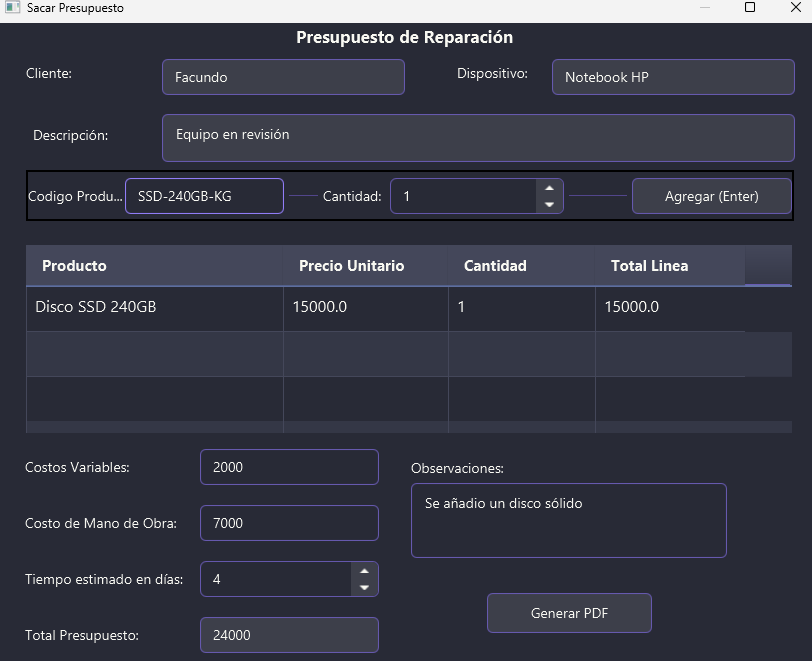 Sacar Presupuesto
Presupuesto de Reparación
Cliente: Facundo Dispositivo: Notebook HP
Descripción: Equipo en revisión
Codigo Produ... SSD-240GB-KG Cantidad: 1 Agregar (Enter)
Producto Precio Unitario Cantidad Total Linea
Disco SSD 240GB 15000.0 1 15000.0
Costos Variables: 2000
Observaciones:
Se añadio un disco sólido
Costo de Mano de Obra: 7000
Tiempo estimado en días: 4
Generar PDF
Total Presupuesto: 24000